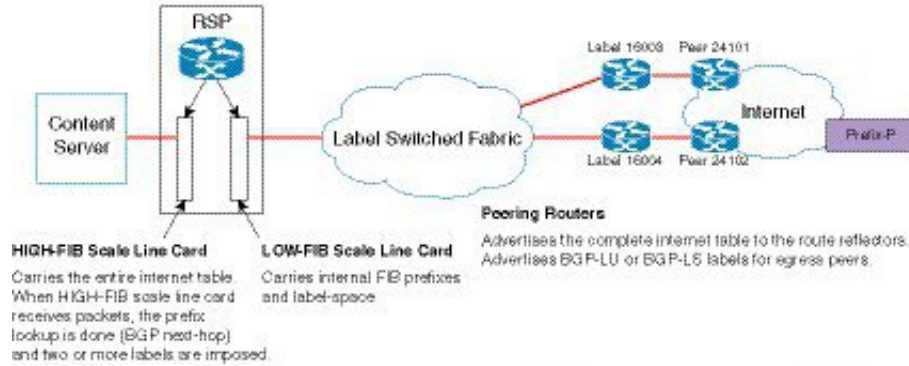 RSP
Label 16003 Peer 24101
Content
Server
Label Switched Fabric
Internet
Prefix-P
Label 16004 Peer 24102
Peering Routers
Advertises the complete internet table to the route reflectors.
Advertises BGP-LU or BGP-LS labels for egress peers.
HIGH-FIB Scale Line Card
Carries the entire internet table.
When HIGH-FIB scale line card
receives packets, the prefix
lookup is done (BGP next-hop)
and two or more labels are imposed.
LOW-FIB Scale Line Card
Carries internal FIB prefixes
and label-space